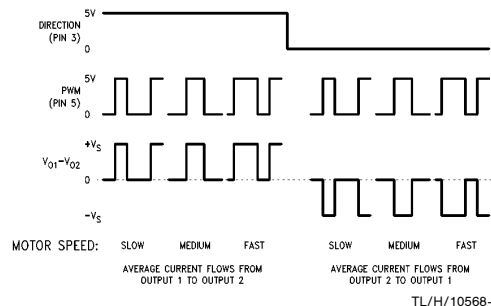 DIRECTION
(PIN 3)
5V
0
PWM
(PIN 5)
5V
0
V01-V02
+VS
0
-VS
MOTOR SPEED: SLOW MEDIUM FAST SLOW MEDIUM FAST
AVERAGE CURRENT FLOWS FROM
OUTPUT 1 TO OUTPUT 2
AVERAGE CURRENT FLOWS FROM
OUTPUT 2 TO OUTPUT 1
TL/H/10568-